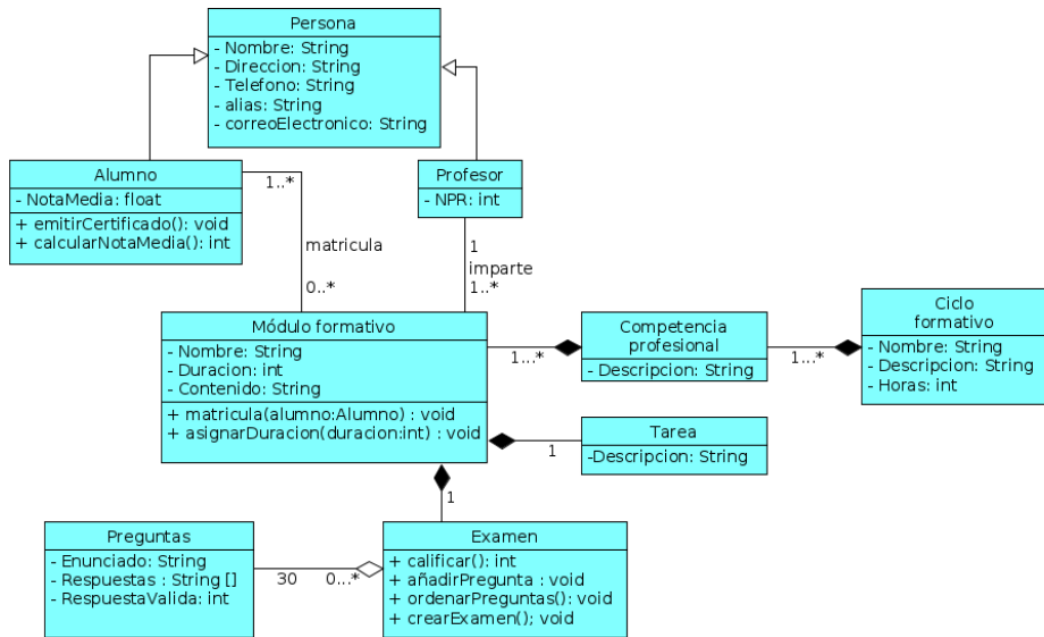 Persona
- Nombre: String
- Direccion: String
- Telefono: String
- alias: String
- correoElectronico: String
Alumno
- NotaMedia: float
+ emitirCertificado(): void
+ calcularNotaMedia(): int
1..*
matricula
0..*
Profesor
- NPR: int
1
imparte
1..*
Módulo formativo
- Nombre: String
- Duracion: int
- Contenido: String
+ matricula(alumno:Alumno) : void
+ asignarDuracion(duracion:int) : void
1...*
Competencia
profesional
- Descripcion: String
1...*
Ciclo
formativo
- Nombre: String
- Descripcion: String
- Horas: int
1
Tarea
-Descripcion: String
1
Preguntas
- Enunciado: String
- Respuestas : String []
- RespuestaValida: int
30
0...*
Examen
+ calificar(): int
+ añadirPregunta : void
+ ordenarPreguntas(): void
+ crearExamen(); void